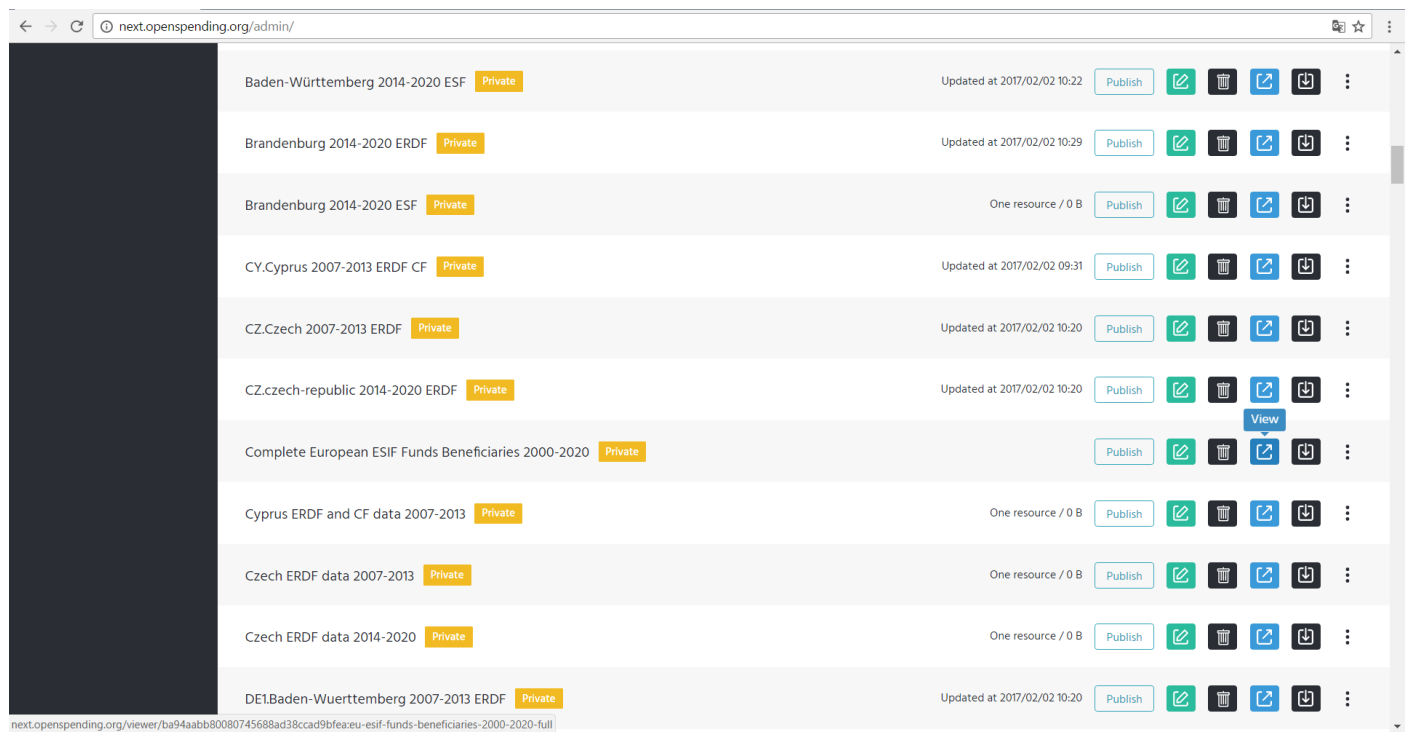 next.openspending.org/admin/
Baden-Württemberg 2014-2020 ESF Private Updated at 2017/02/02 10:22 Publish
Brandenburg 2014-2020 ERDF Private Updated at 2017/02/02 10:29 Publish
Brandenburg 2014-2020 ESF Private One resource / 0 B Publish
CY.Cyprus 2007-2013 ERDF CF Private Updated at 2017/02/02 09:31 Publish
CZ.Czech 2007-2013 ERDF Private Updated at 2017/02/02 10:20 Publish
CZ.czech-republic 2014-2020 ERDF Private Updated at 2017/02/02 10:20 Publish
View
Complete European ESIF Funds Beneficiaries 2000-2020 Private Publish
Cyprus ERDF and CF data 2007-2013 Private One resource / 0 B Publish
Czech ERDF data 2007-2013 Private One resource / 0 B Publish
Czech ERDF data 2014-2020 Private One resource / 0 B Publish
DE1.Baden-Wuerttemberg 2007-2013 ERDF Private Updated at 2017/02/02 10:20 Publish
next.openspending.org/viewer/ba94aabb80080745688ad38ccad9bfea:eu-esif-funds-beneficiaries-2000-2020-full